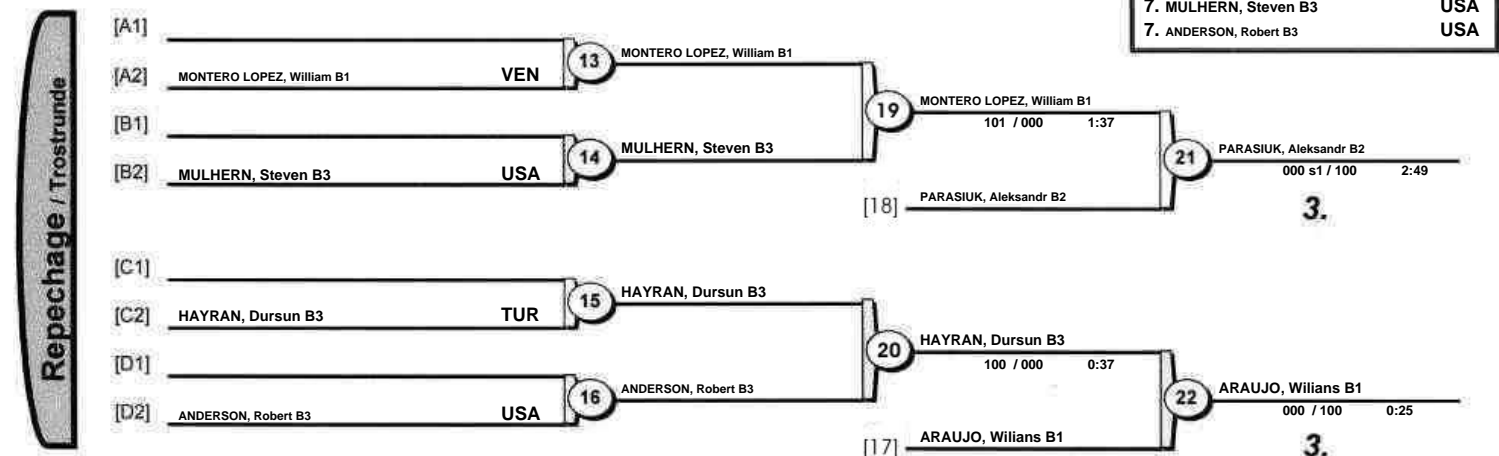 7. MULHERN, Steven B3 USA
7. ANDERSON, Robert B3 USA
Repechage / Trostrunde
[A1]
[A2] MONTERO LOPEZ, William B1 VEN
13
MONTERO LOPEZ, William B1
[B1]
[B2] MULHERN, Steven B3 USA
14
MULHERN, Steven B3
19
MONTERO LOPEZ, William B1
101 / 000 1:37
[18] PARASIUK, Aleksandr B2
21
PARASIUK, Aleksandr B2
000 s1 / 100 2:49
3.
[C1]
[C2] HAYRAN, Dursun B3 TUR
15
HAYRAN, Dursun B3
[D1]
[D2] ANDERSON, Robert B3 USA
16
ANDERSON, Robert B3
20
HAYRAN, Dursun B3
100 / 000 0:37
[17] ARAUJO, Wilians B1
22
ARAUJO, Wilians B1
000 / 100 0:25
3.